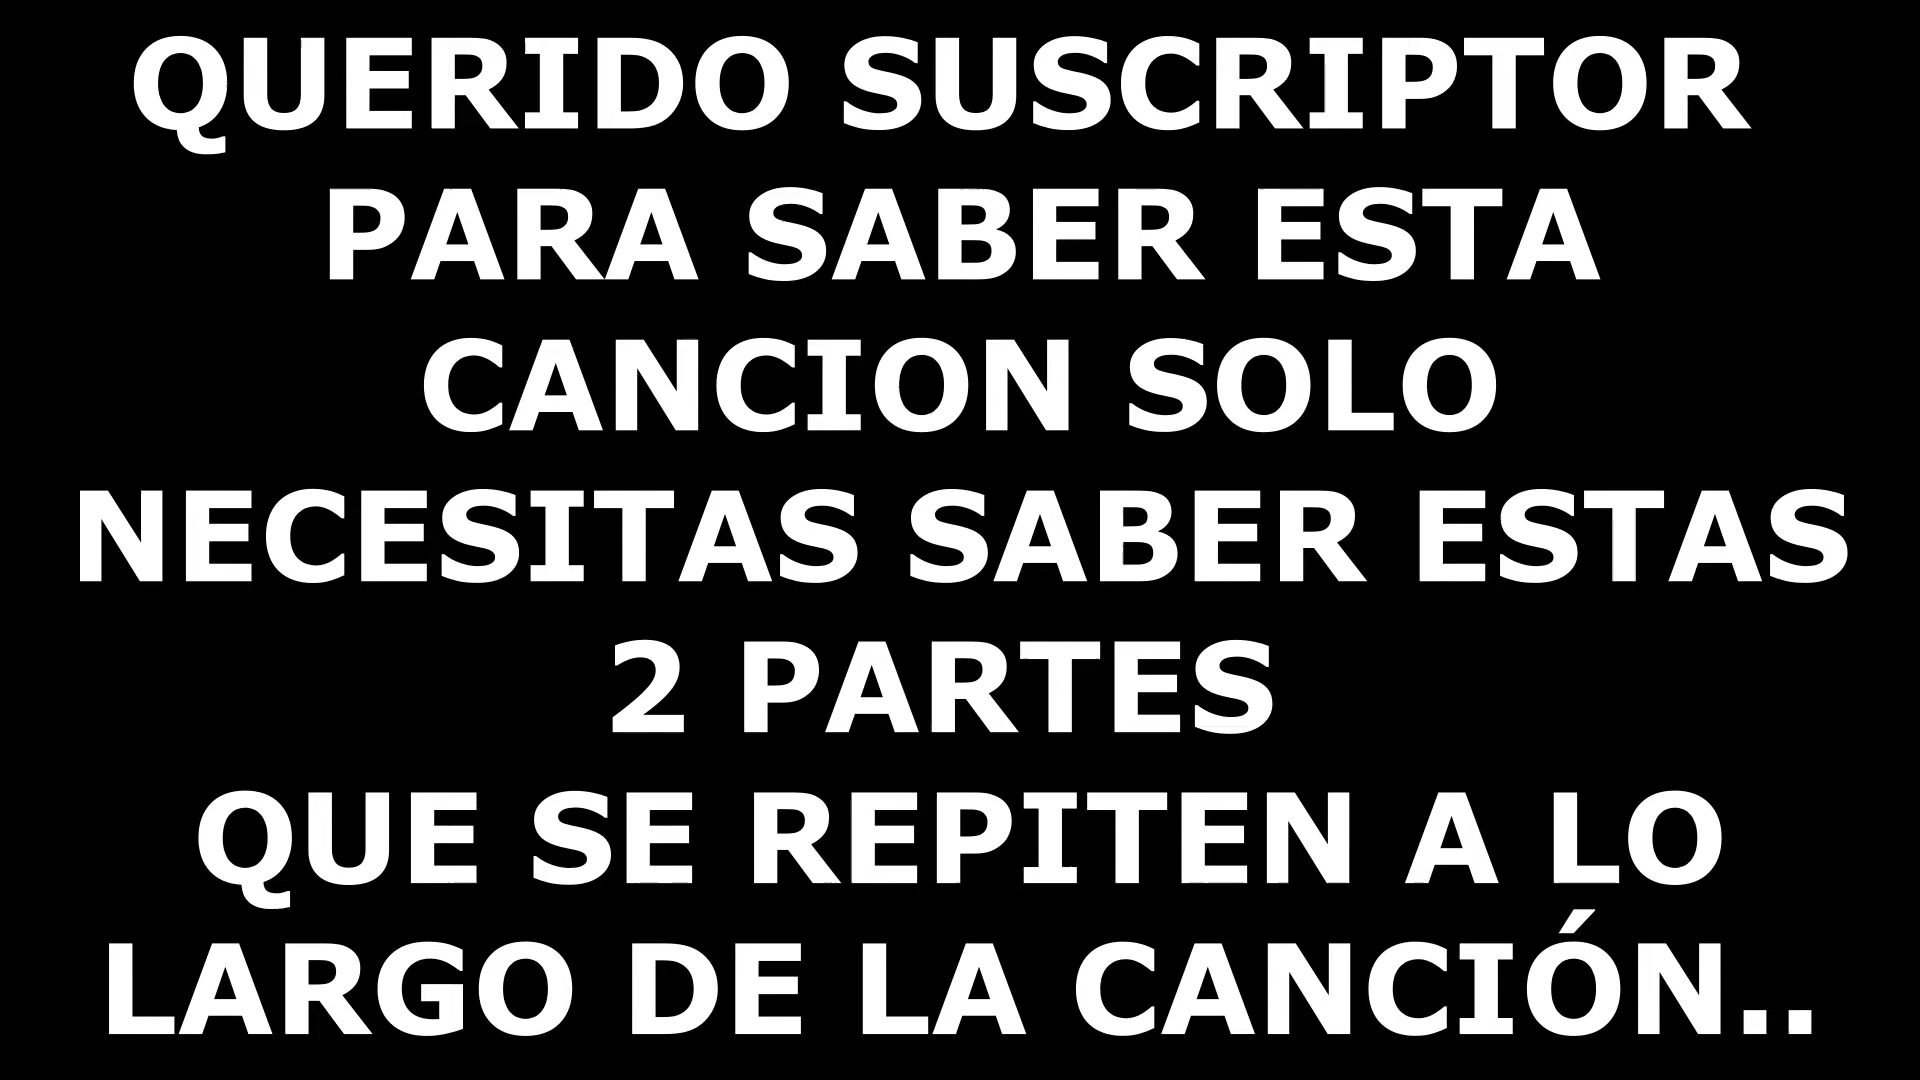 QUERIDO SUSCRIPTOR
PARA SABER ESTA
CANCION SOLO
NECESITAS SABER ESTAS
2 PARTES
QUE SE REPITEN A LO
LARGO DE LA CANCIÓN..